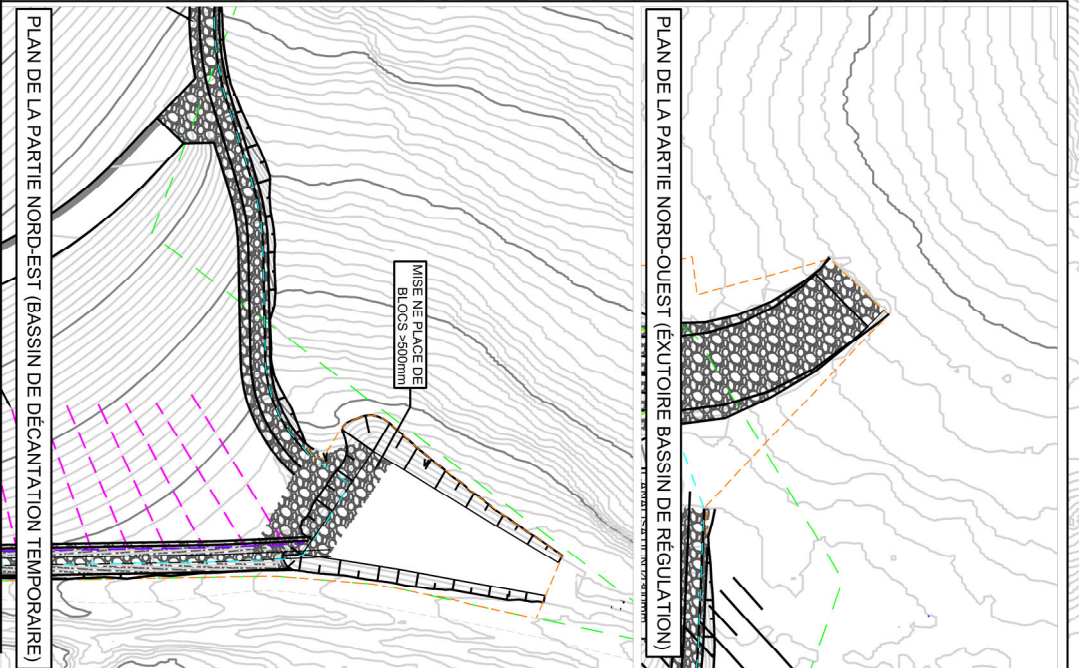 PLAN DE LA PARTIE NORD-EST (BASSIN DE DÉCANTATION TEMPORAIRE)
MISE NE PLACE DE
BLOCS >500mm
PLAN DE LA PARTIE NORD-OUEST (ÉXUTOIRE BASSIN DE RÉGULATION)